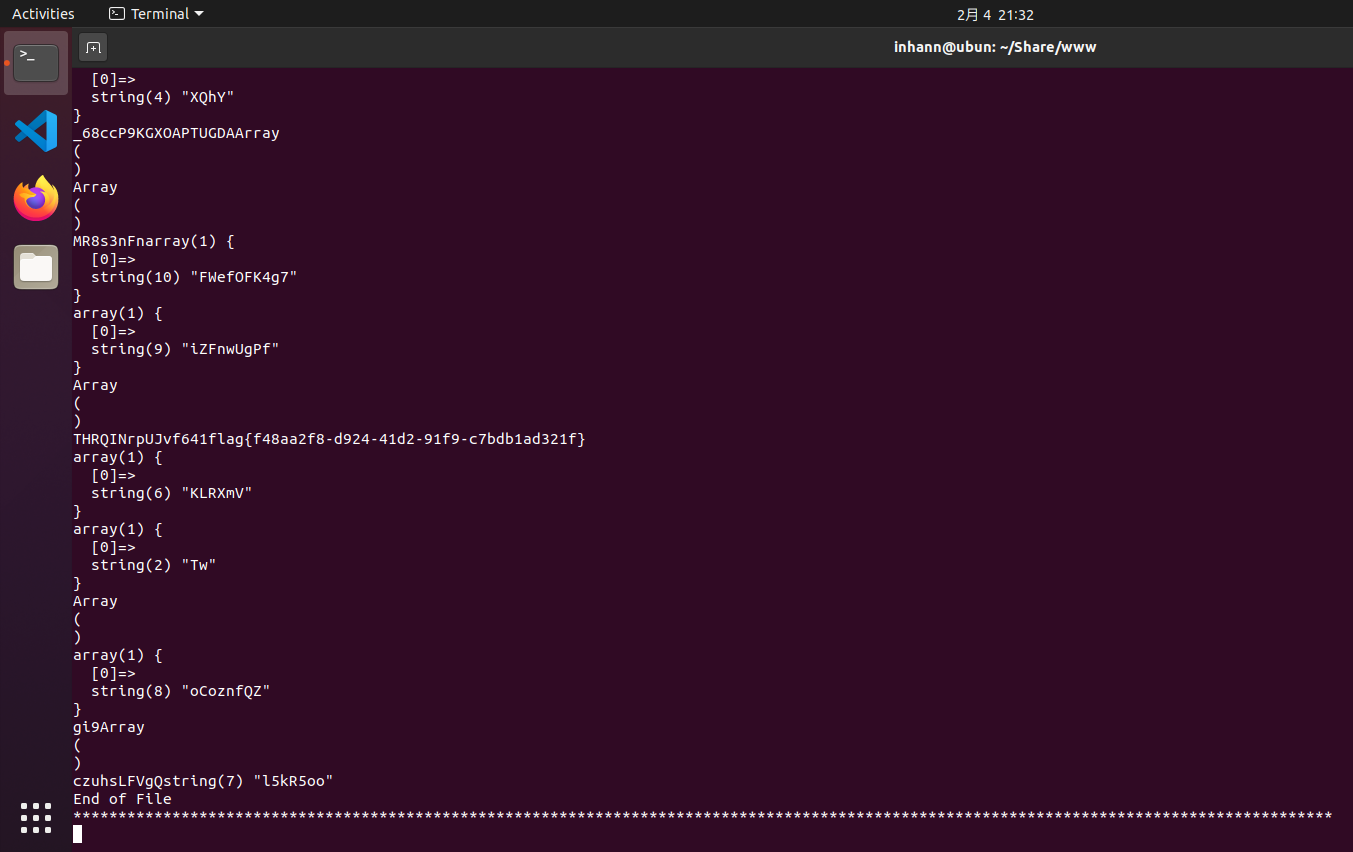 Activities
Terminal
2月 4 21:32
inhann@ubun: ~/Share/www
>_
[0]=>
string(4) "XQhY"
}
_68ccP9KGXOAPTUGDAArray
(
)
Array
(
)
MR8s3nFnarray(1) {
[0]=>
string(10) "FWefOFK4g7"
}
array(1) {
[0]=>
string(9) "iZFnwUgPf"
}
Array
(
)
THRQINrpUJvf641flag{f48aa2f8-d924-41d2-91f9-c7bdb1ad321f}
array(1) {
[0]=>
string(6) "KLRXmV"
}
array(1) {
[0]=>
string(2) "Tw"
}
Array
(
)
array(1) {
[0]=>
string(8) "oCoznfQZ"
}
gi9Array
(
)
czuhsLFVgQstring(7) "l5kR5oo"
End of File
********************************************************************************************************************************************